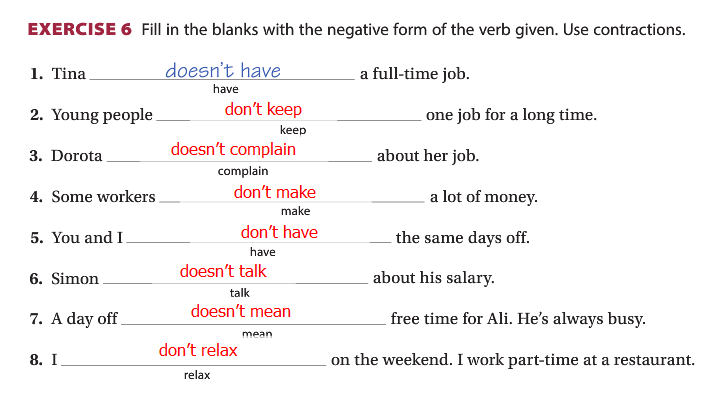 EXERCISE 6 Fill in the blanks with the negative form of the verb given. Use contractions.
1. Tina doesn't have a full-time job.
have
2. Young people don't keep one job for a long time.
keep
3. Dorota doesn't complain about her job.
complain
4. Some workers don't make a lot of money.
make
5. You and I don't have the same days off.
have
6. Simon doesn't talk about his salary.
talk
7. A day off doesn't mean free time for Ali. He's always busy.
mean
8. I don't relax on the weekend. I work part-time at a restaurant.
relax